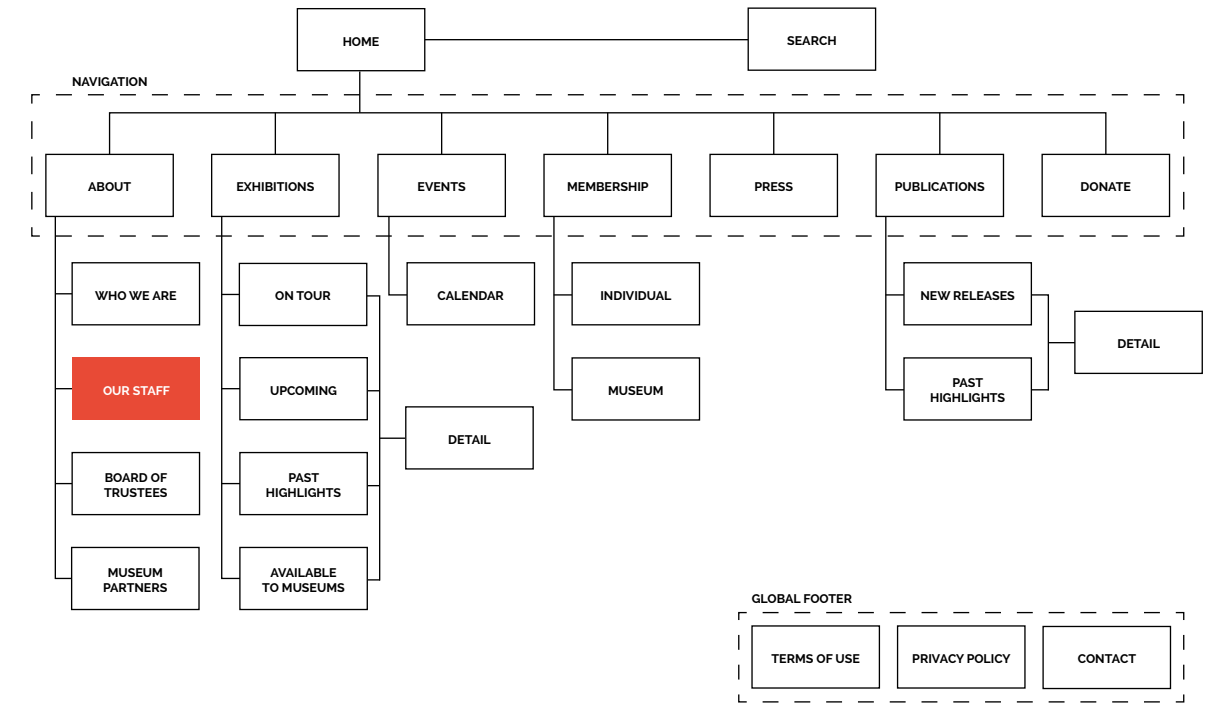 HOME
SEARCH
NAVIGATION
ABOUT
EXHIBITIONS
EVENTS
MEMBERSHIP
PRESS
PUBLICATIONS
DONATE
WHO WE ARE
ON TOUR
CALENDAR
INDIVIDUAL
NEW RELEASES
DETAIL
OUR STAFF
UPCOMING
MUSEUM
PAST
HIGHLIGHTS
DETAIL
BOARD OF
TRUSTEES
PAST
HIGHLIGHTS
MUSEUM
PARTNERS
AVAILABLE
TO MUSEUMS
GLOBAL FOOTER
TERMS OF USE
PRIVACY POLICY
CONTACT